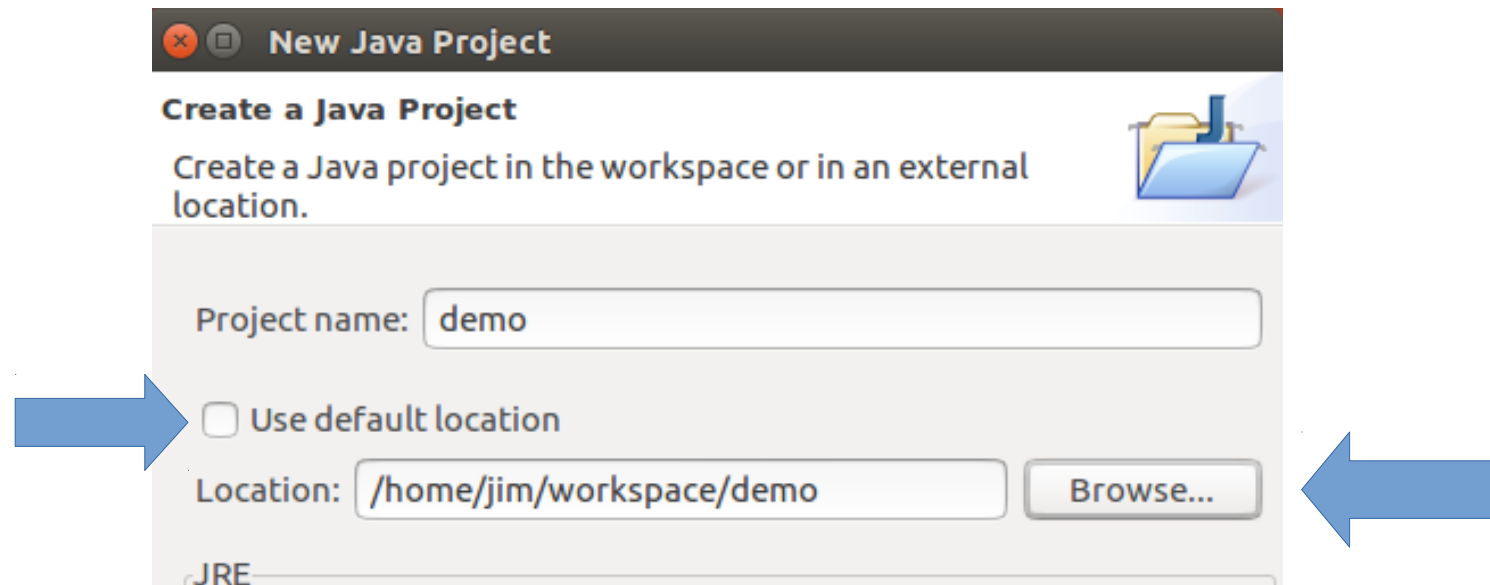 New Java Project
Create a Java Project
Create a Java project in the workspace or in an external
location.
Project name: demo
Use default location
Location: /home/jim/workspace/demo Browse...
JRE